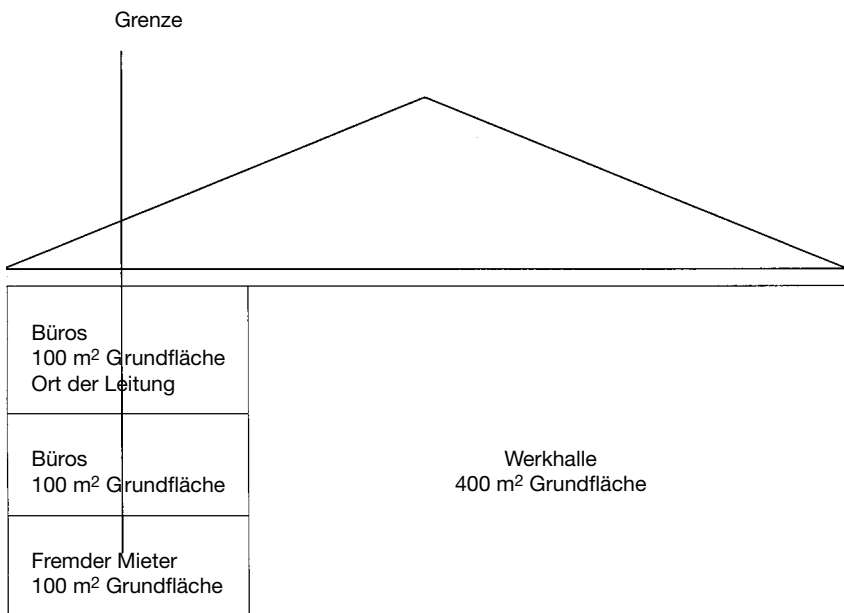 Grenze
Büros
100 m² Grundfläche
Ort der Leitung
Büros
100 m² Grundfläche
Werkhalle
400 m² Grundfläche
Fremder Mieter
100 m² Grundfläche